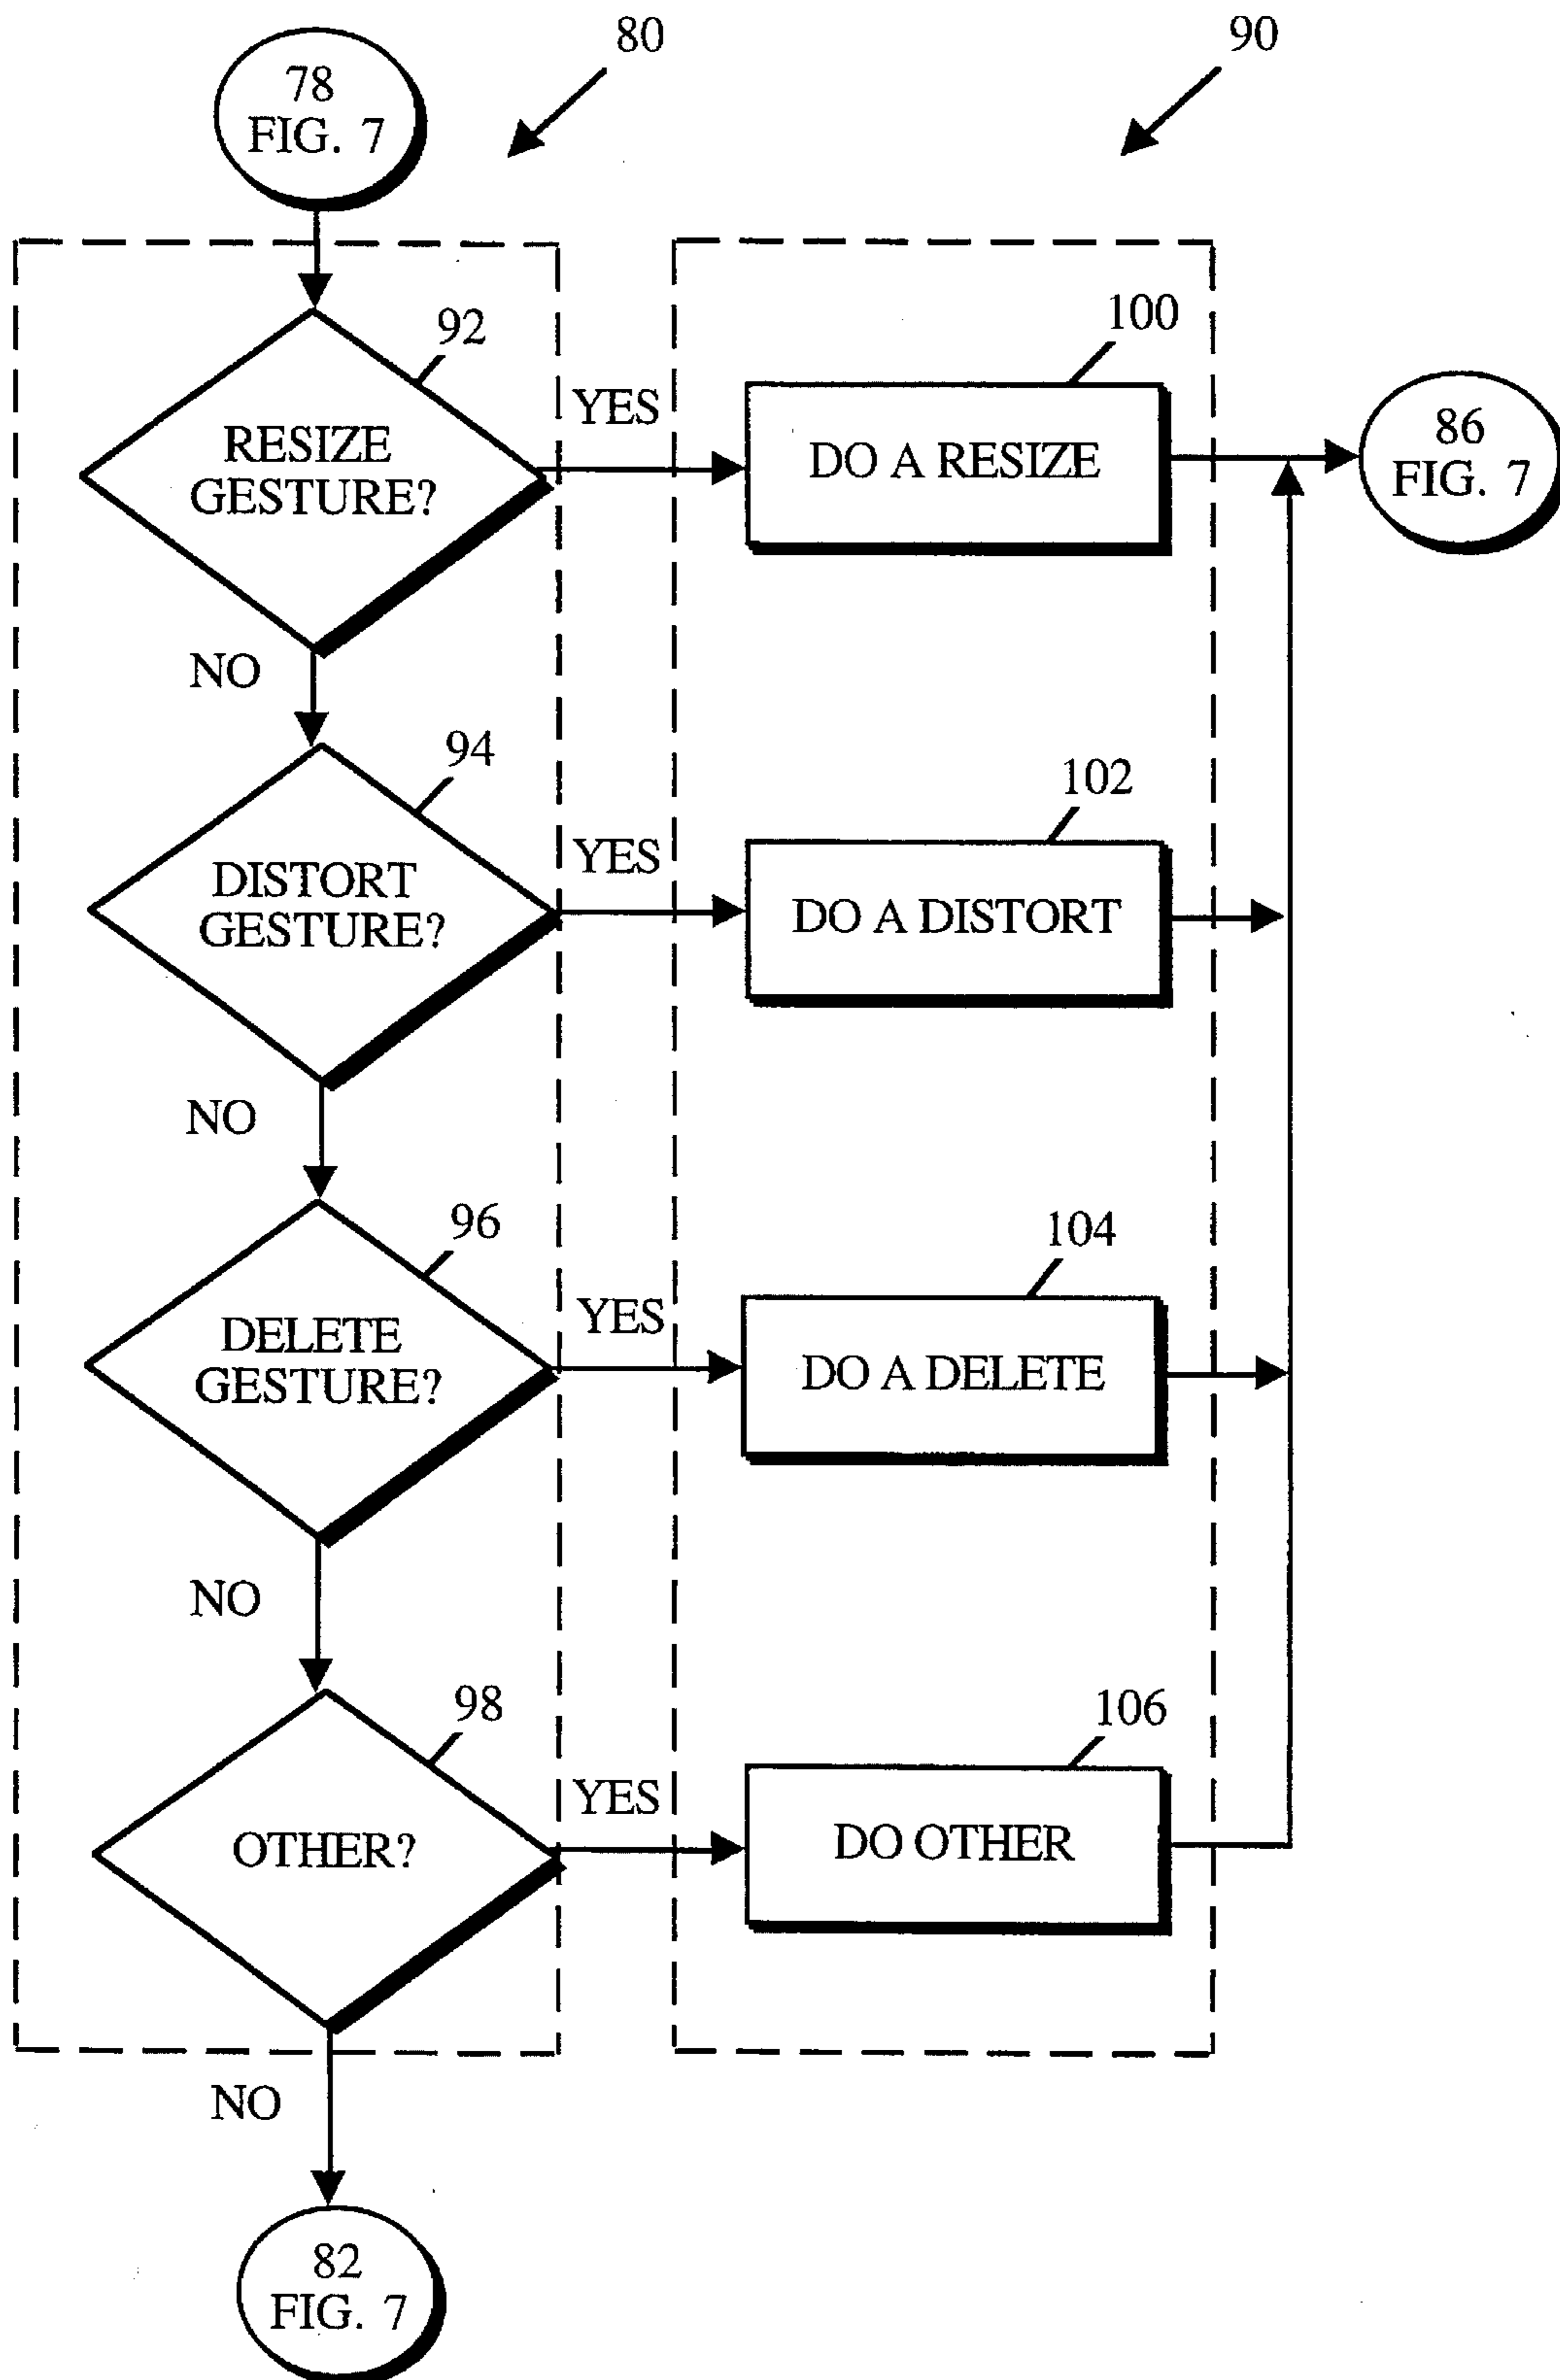 80
90
78
FIG. 7
92
100
YES
RESIZE
GESTURE?
DO A RESIZE
86
FIG. 7
NO
94
102
YES
DISTORT
GESTURE?
DO A DISTORT
NO
96
104
YES
DELETE
GESTURE?
DO A DELETE
NO
98
106
YES
OTHER?
DO OTHER
NO
82
FIG. 7